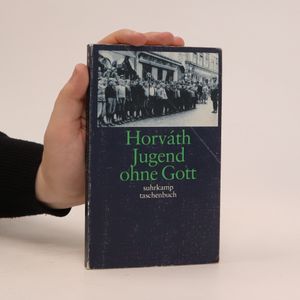 Horváth
Jugend
ohne Gott
suhrkamp
taschenbuch